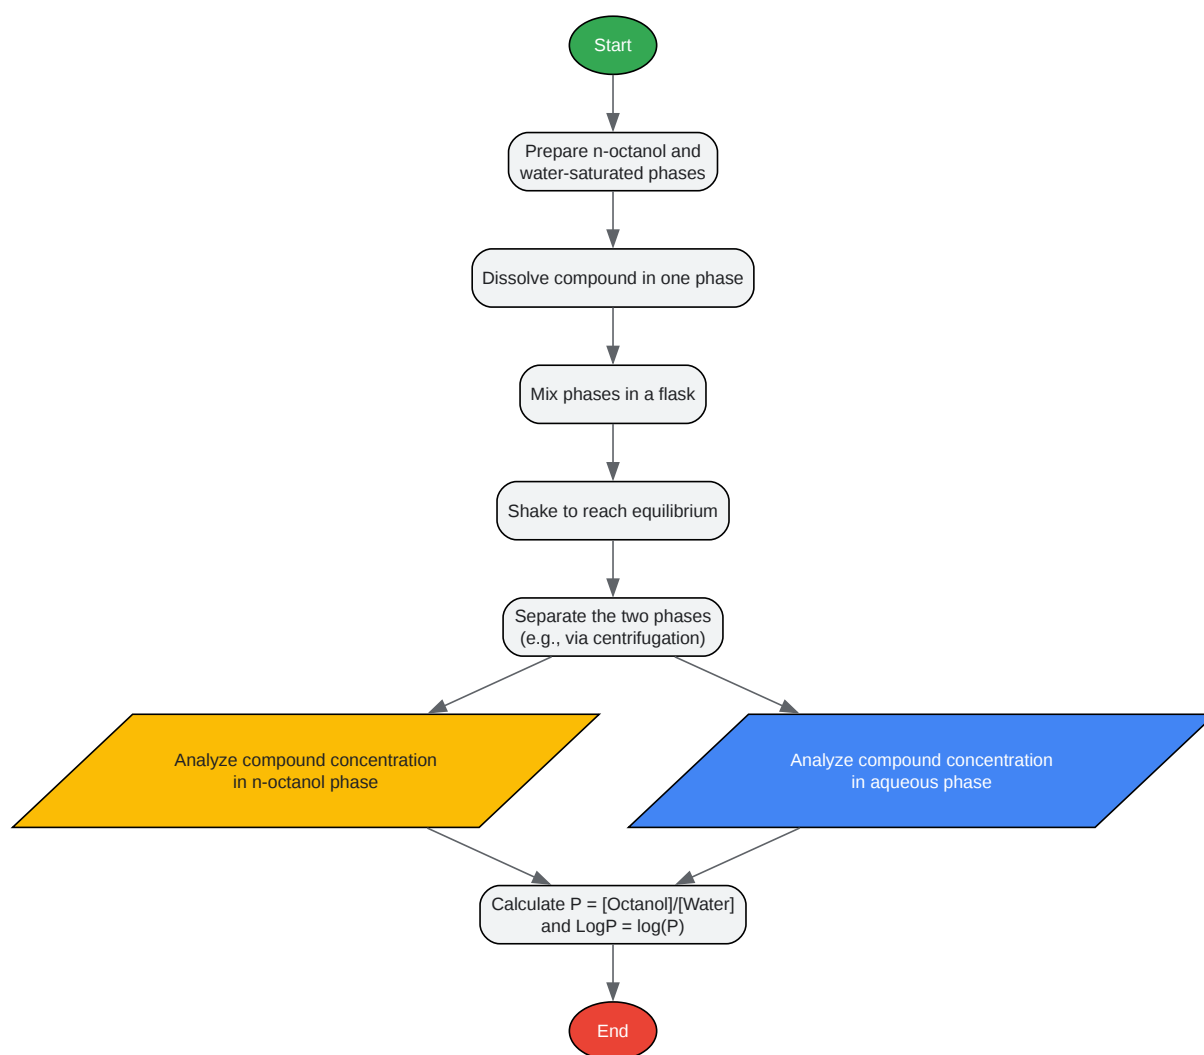 Start
Prepare n-octanol and
water-saturated phases
Dissolve compound in one phase
Mix phases in a flask
Shake to reach equilibrium
Separate the two phases
(e.g., via centrifugation)
Analyze compound concentration
in n-octanol phase
Analyze compound concentration
in aqueous phase
Calculate P = [Octanol]/[Water]
and LogP = log(P)
End